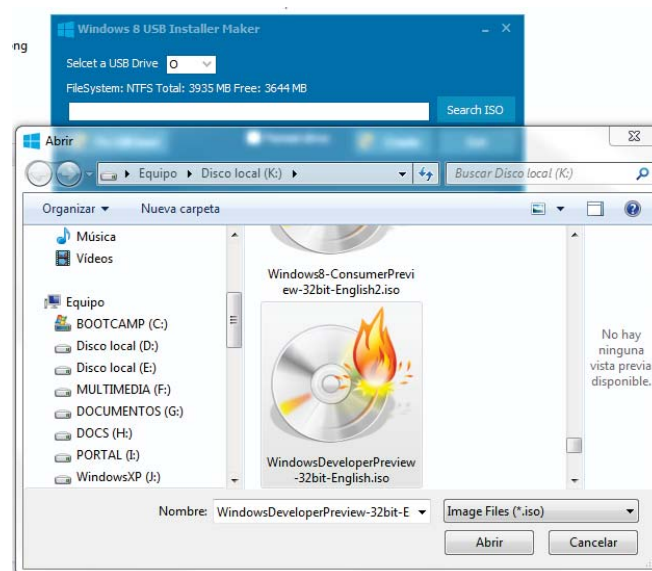 ng
Windows 8 USB Installer Maker
Selcet a USB Drive O
FileSystem: NTFS Total: 3935 MB Free: 3644 MB
Search ISO
Abrir
Equipo Disco local (K:)
Buscar Disco local (K:)
Organizar Nueva carpeta
Música
Vídeos
Equipo
BOOTCAMP (C:)
Disco local (D:)
Disco local (E:)
MULTIMEDIA (F:)
DOCUMENTOS (G:)
DOCS (H:)
PORTAL (I:)
WindowsXP (J:)
Windows8-ConsumerPrevi
ew-32bit-English2.iso
WindowsDeveloperPreview
-32bit-English.iso
No hay
ninguna
vista previa
disponible.
Nombre: WindowsDeveloperPreview-32bit-E
Image Files (*.iso)
Abrir Cancelar